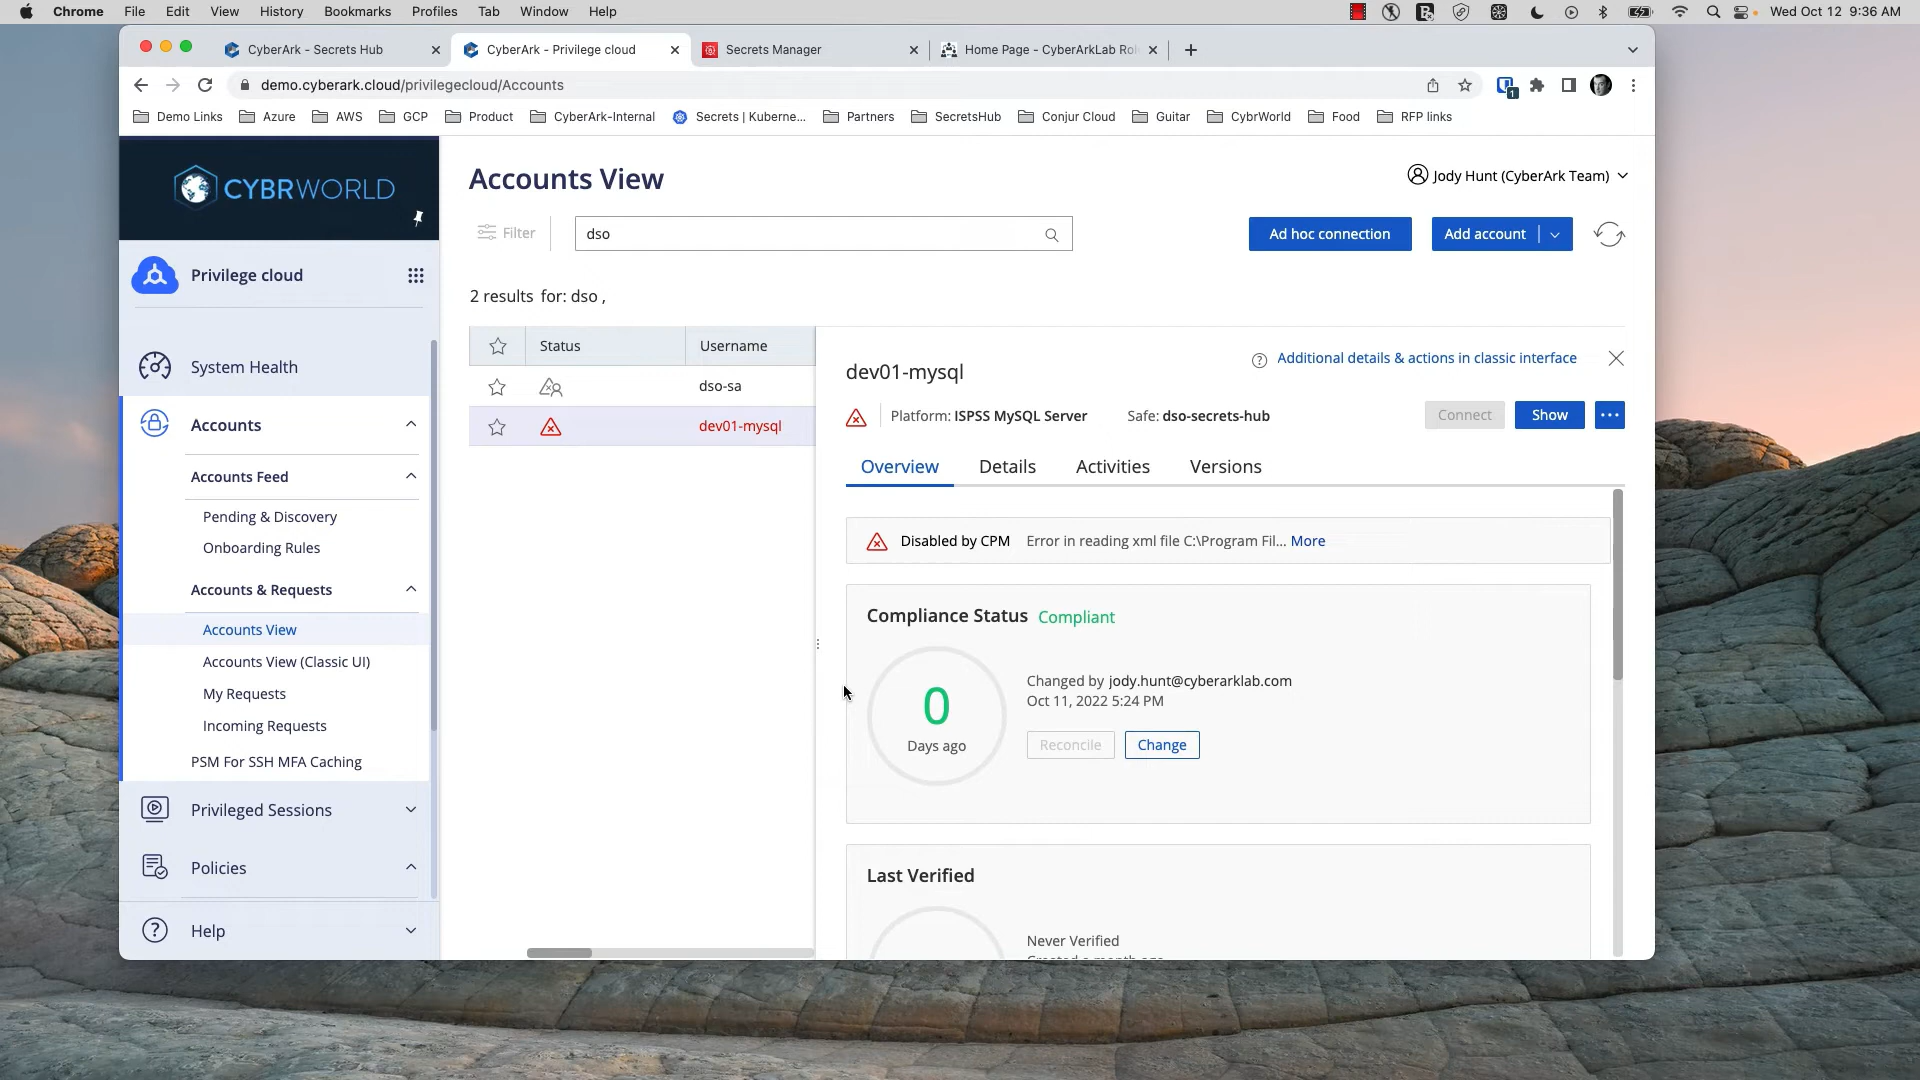 Chrome File Edit View History Bookmarks Profiles Tab Window Help Wed Oct 12 9:36 AM
CyberArk - Secrets Hub CyberArk - Privilege cloud Secrets Manager Home Page - CyberArkLab Rol
demo.cyberark.cloud/privilegecloud/Accounts 1
Demo Links Azure AWS GCP Product CyberArk-Internal Secrets | Kuberne... Partners SecretsHub Conjur Cloud Guitar CybrWorld Food RFP links
CYBRWORLD
Privilege cloud
System Health
Accounts
Accounts Feed
Pending & Discovery
Onboarding Rules
Accounts & Requests
Accounts View
Accounts View (Classic UI)
My Requests
Incoming Requests
PSM For SSH MFA Caching
Privileged Sessions
Policies
Help
Accounts View
Jody Hunt (CyberArk Team)
Filter dso Ad hoc connection Add account
2 results for: dso ,
Status Username
dso-sa
dev01-mysql
dev01-mysql
Additional details & actions in classic interface
Platform: ISPSS MySQL Server Safe: dso-secrets-hub Connect Show
Overview Details Activities Versions
Disabled by CPM Error in reading xml file C:\Program Fil... More
Compliance Status Compliant
0
Days ago
Changed by jody.hunt@cyberarklab.com
Oct 11, 2022 5:24 PM
Reconcile Change
Last Verified
Never Verified